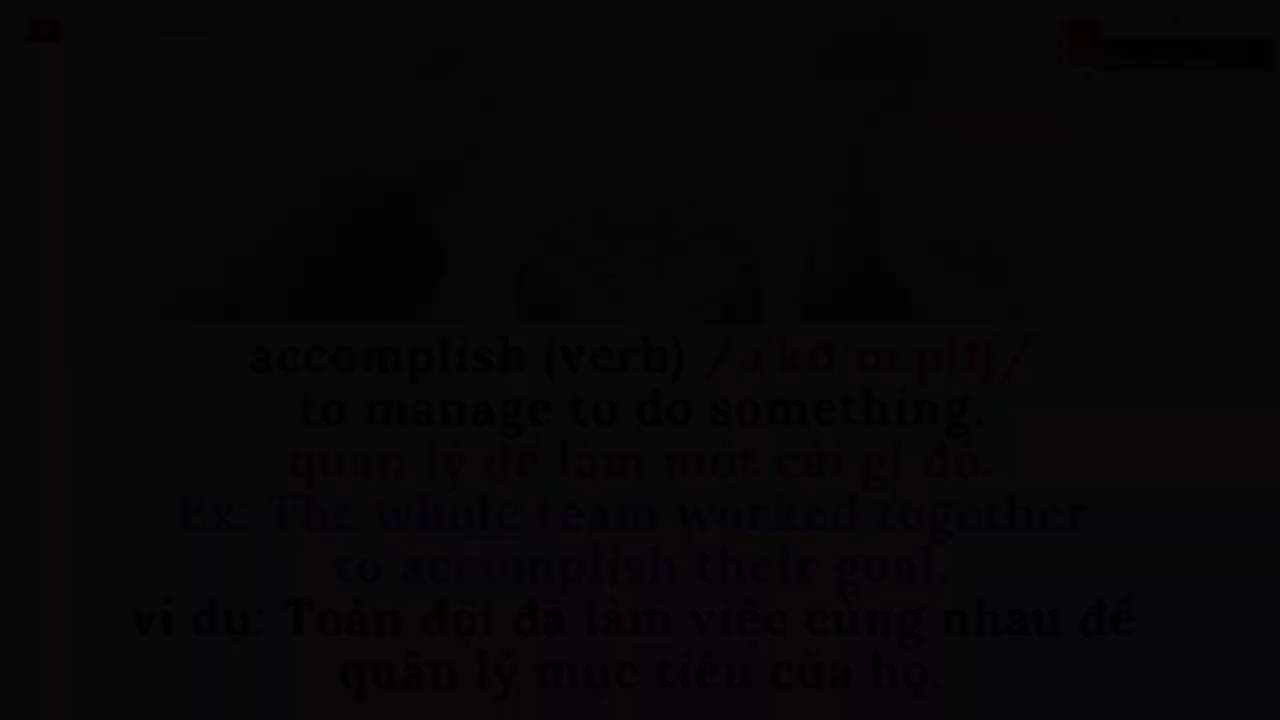 accomplish (verb) /əˈkɑːm.plɪʃ/
to manage to do something.
quản lý để làm một cái gì đó.
Ex: The whole team worked together
to accomplish their goal.
ví dụ: Toàn đội đã làm việc cùng nhau để
quản lý mục tiêu của họ.